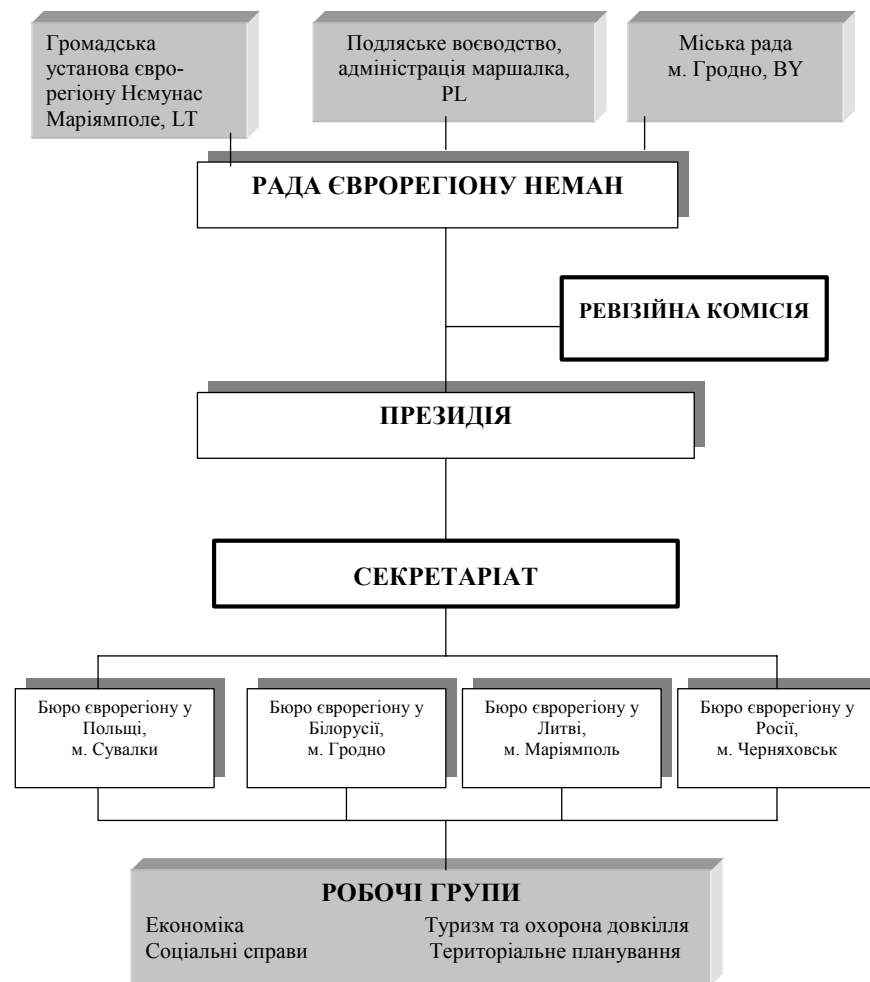 Громадська
установа євро-
регіону Нємунас
Маріямполе, LT
Подляське воєводство,
адміністрація маршалка,
PL
Міська рада
м. Гродно, BY
РАДА ЄВРОРЕГІОНУ НЕМАН
РЕВІЗІЙНА КОМІСІЯ
ПРЕЗИДІЯ
СЕКРЕТАРІАТ
Бюро єврорегіону у
Польщі,
м. Сувалки
Бюро єврорегіону у
Білорусії,
м. Гродно
Бюро єврорегіону у
Литві,
м. Маріямполь
Бюро єврорегіону у
Росії,
м. Черняховськ
РОБОЧІ ГРУПИ
Економіка Туризм та охорона довкілля
Соціальні справи Територіальне планування